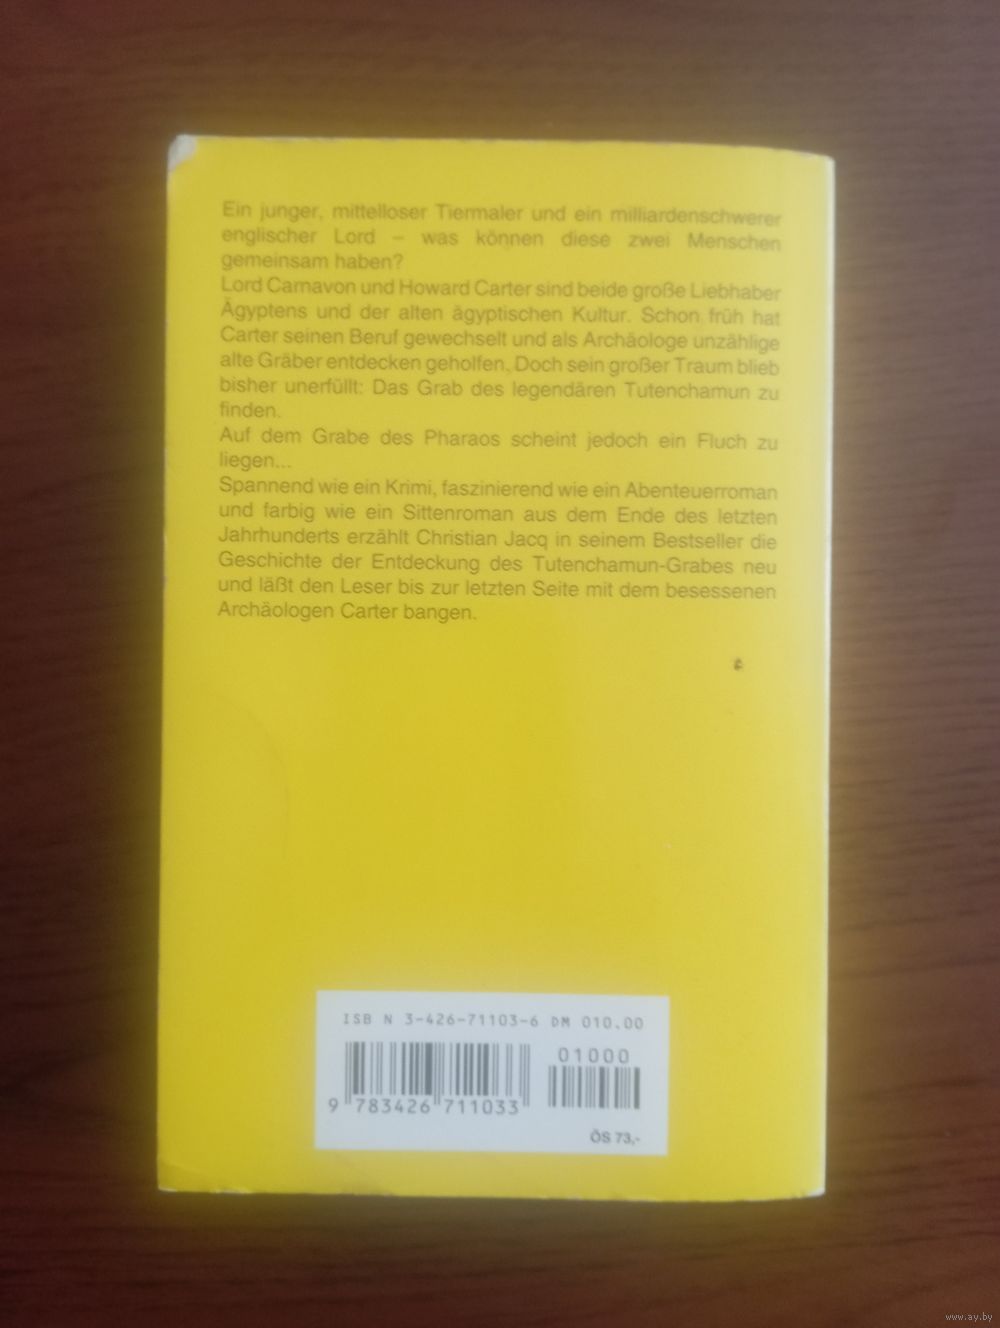 Ein junger, mittelloser Tiermaler und ein milliardenschwerer
englischer Lord – was können diese zwei Menschen
gemeinsam haben?
Lord Carnavon und Howard Carter sind beide große Liebhaber
Ägyptens und der alten ägyptischen Kultur. Schon früh hat
Carter seinen Beruf gewechselt und als Archäologe unzählige
alte Gräber entdecken geholfen. Doch sein großer Traum blieb
bisher unerfüllt: Das Grab des legendären Tutenchamun zu
finden.
Auf dem Grabe des Pharaos scheint jedoch ein Fluch zu
liegen...
Spannend wie ein Krimi, faszinierend wie ein Abenteuerroman
und farbig wie ein Sittenroman aus dem Ende des letzten
Jahrhunderts erzählt Christian Jacq in seinem Bestseller die
Geschichte der Entdeckung des Tutenchamun-Grabes neu
und läßt den Leser bis zur letzten Seite mit dem besessenen
Archäologen Carter bangen.
ISB N 3-426-71103-6 DM 010.00
01000
9 783426 711033
ÖS 73,-
www.ay.by